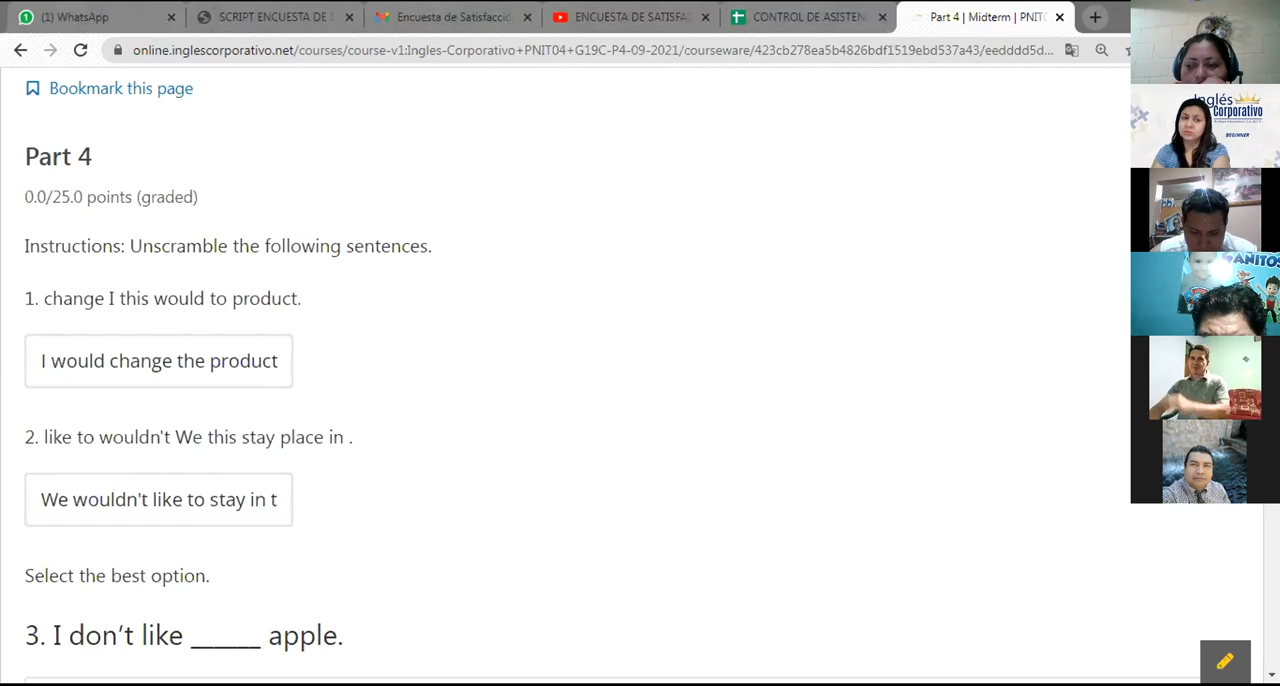 (1) WhatsApp
SCRIPT ENCUESTA DE
Encuesta de Satisfacció
ENCUESTA DE SATISFA
CONTROL DE ASISTEN
Part 4 | Midterm | PNIT
online.inglescorporativo.net/courses/course-v1:Ingles-Corporativo+PNIT04+G19C-P4-09-2021/courseware/423cb278ea5b4826bdf1519ebd537a43/eedddd5d...
Bookmark this page
Part 4
0.0/25.0 points (graded)
Instructions: Unscramble the following sentences.
1. change I this would to product.
I would change the product
2. like to wouldn't We this stay place in .
We wouldn't like to stay in t
Select the best option.
3. I don't like ______ apple.
Inglés
Corporativo
BEGINNER